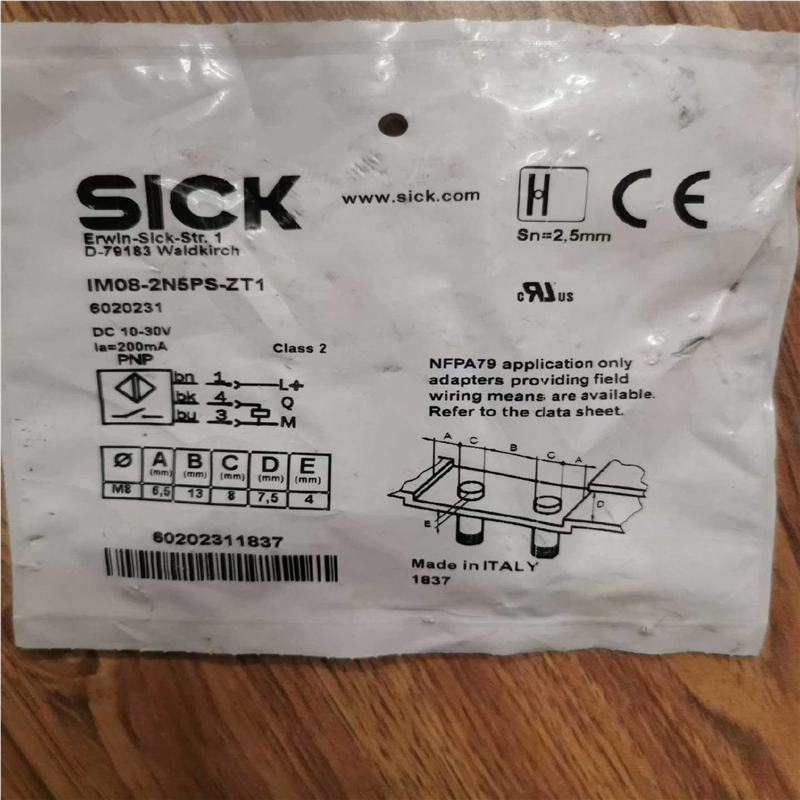 SICK
www.sick.com
Erwin-Sick-Str. 1
D-79183 Waldkirch
CE
Sn=2,5mm
IM08-2N5PS-ZT1
6020231
c RU US
DC 10-30V
Ia=200mA
Class 2
PNP
bn 1 L+
bk 4 Q
bu 3 M
NFPA79 application only
adapters providing field
wiring means are available.
Refer to the data sheet.
Ø A (mm) B (mm) C (mm) D (mm) E (mm)
M8 6,5 13 8 7,5 4
A C B C A
D
E
60202311837
Made in ITALY
1837